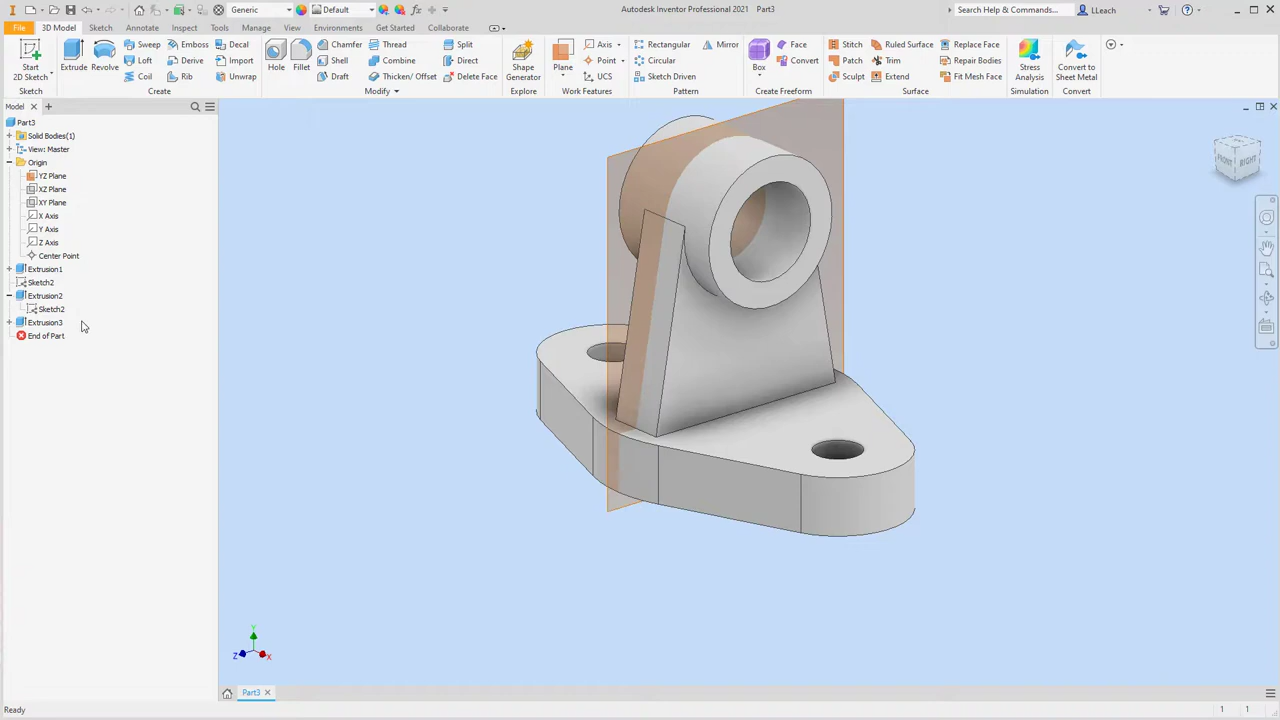 Generic Default Autodesk Inventor Professional 2021 Part3 Search Help & Commands... LLeach
File 3D Model Sketch Annotate Inspect Tools Manage View Environments Get Started Collaborate
Start 2D Sketch Extrude Revolve Sweep Emboss Decal Hole Fillet Chamfer Thread Split Shape Generator Plane Axis Rectangular Mirror Box Face Stitch Ruled Surface Replace Face Stress Analysis Convert to Sheet Metal
Loft Derive Import Shell Combine Direct Point Circular Convert Patch Trim Repair Bodies
Coil Rib Unwrap Draft Thicken/ Offset Delete Face UCS Sketch Driven Sculpt Extend Fit Mesh Face
Sketch Create Modify Explore Work Features Pattern Create Freeform Surface Simulation Convert
Model
Part3
Solid Bodies(1)
View: Master
Origin
YZ Plane
XZ Plane
XY Plane
X Axis
Y Axis
Z Axis
Center Point
Extrusion1
Sketch2
Extrusion2
Sketch2
Extrusion3
End of Part
FRONT RIGHT
Y
Z X
Part3
Ready 1 1